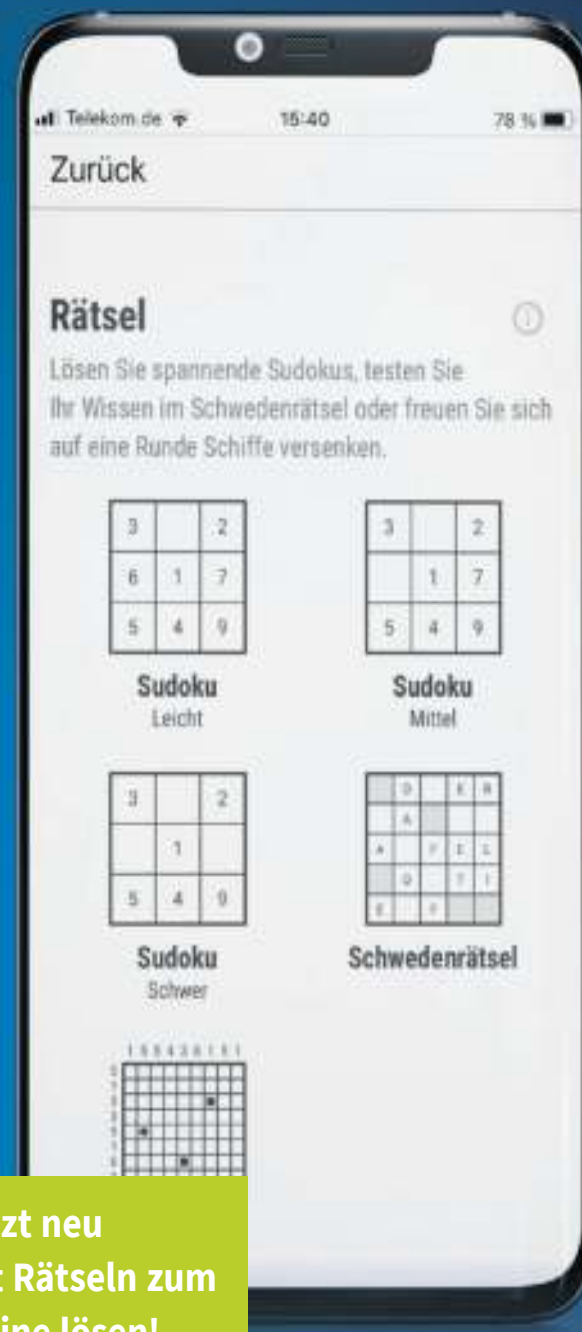 Telekom.de 15:40 78 %
Zurück
Rätsel
Lösen Sie spannende Sudokus, testen Sie
Ihr Wissen im Schwedenrätsel oder freuen Sie sich
auf eine Runde Schiffe versenken.
3 2 3 2
6 1 7 1 7
5 4 9 5 4 9
Sudoku Sudoku
Leicht Mittel
3 2
1
5 4 9
Sudoku Schwedenrätsel
Schwer
zt neu
t Rätseln zum
ine lösen!